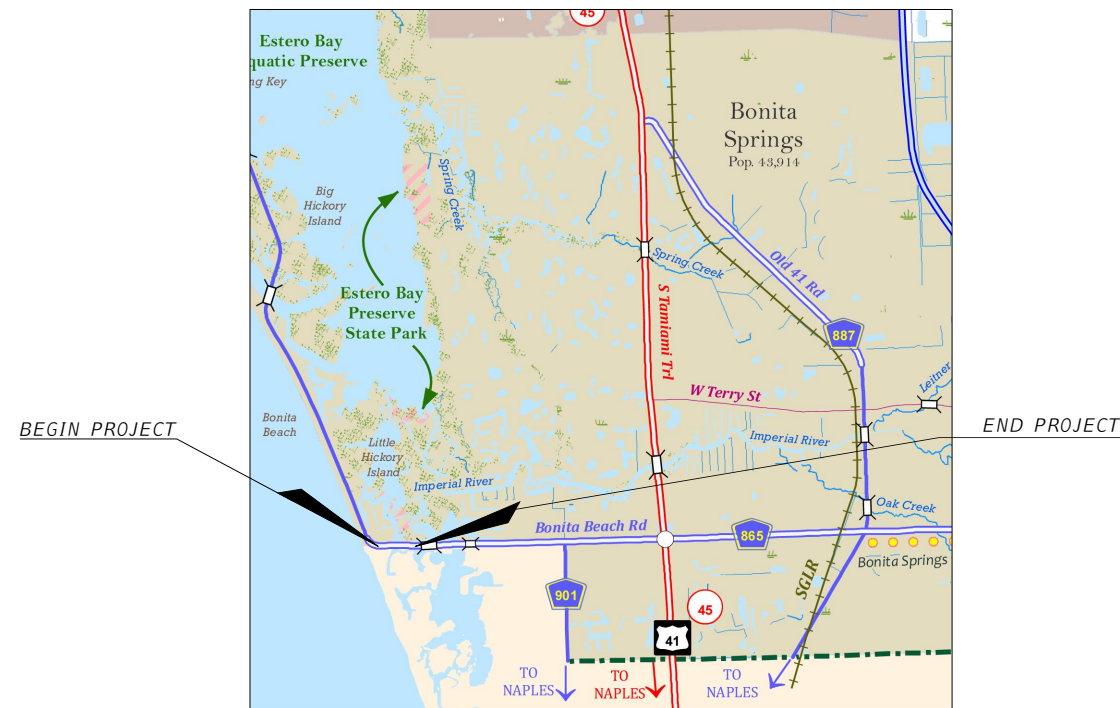 45
Estero Bay
quatic Preserve
ng Key
Bonita
Springs
Pop. 43,914
Spring Creek
Big
Hickory
Island
Spring Creek
Old 41 Rd
Estero Bay
Preserve
State Park
S Tamiami Trl
887
Leitner
W Terry St
BEGIN PROJECT
Bonita
Beach
END PROJECT
Little
Hickory
Island
Imperial River
Imperial River
Oak Creek
Bonita Beach Rd
865
Bonita Springs
SGLR
901
45
41
TO
NAPLES
TO
NAPLES
TO
NAPLES